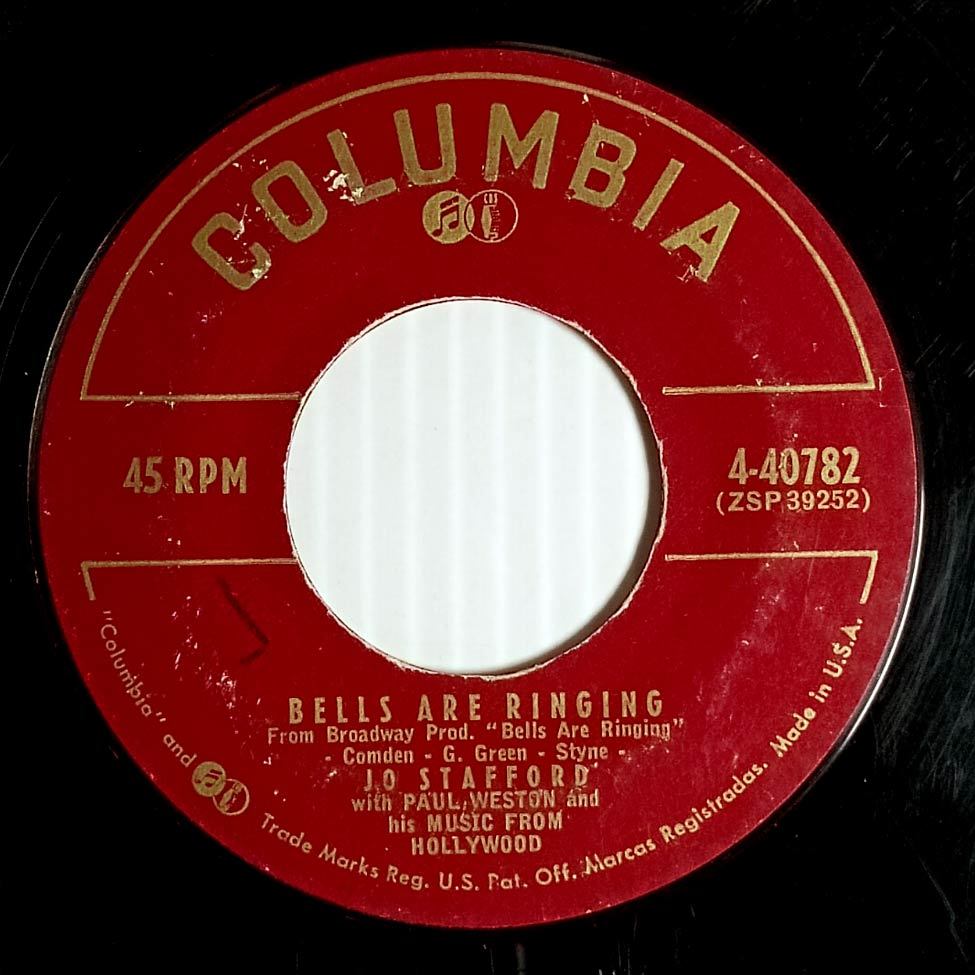 COLUMBIA
CBS
45 RPM
4-40782
(ZSP 39252)
BELLS ARE RINGING
From Broadway Prod. "Bells Are Ringing"
- Comden - G. Green - Styne -
JO STAFFORD
with PAUL WESTON and
his MUSIC FROM
HOLLYWOOD
"Columbia" and Trade Marks Reg. U.S. Pat. Off. Marcas Registradas. Made in U.S.A.